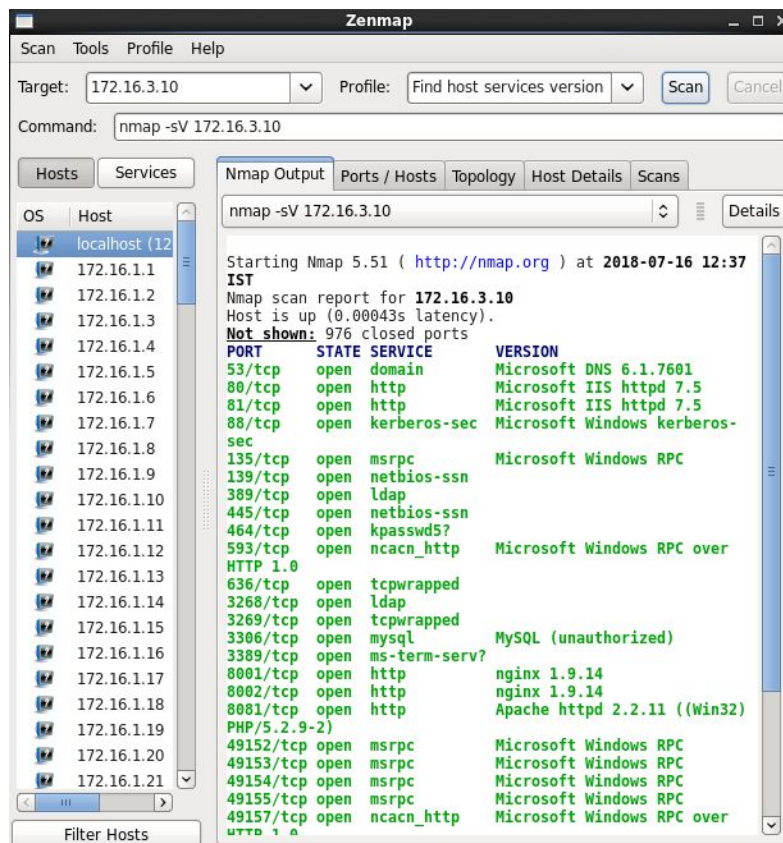 Zenmap
Scan Tools Profile Help
Target: 172.16.3.10 Profile: Find host services version Scan Cancel
Command: nmap -sV 172.16.3.10
Hosts Services
Nmap Output Ports / Hosts Topology Host Details Scans
OS Host
localhost (12
172.16.1.1
172.16.1.2
172.16.1.3
172.16.1.4
172.16.1.5
172.16.1.6
172.16.1.7
172.16.1.8
172.16.1.9
172.16.1.10
172.16.1.11
172.16.1.12
172.16.1.13
172.16.1.14
172.16.1.15
172.16.1.16
172.16.1.17
172.16.1.18
172.16.1.19
172.16.1.20
172.16.1.21
Filter Hosts
nmap -sV 172.16.3.10 Details
Starting Nmap 5.51 ( http://nmap.org ) at 2018-07-16 12:37
IST
Nmap scan report for 172.16.3.10
Host is up (0.00043s latency).
Not shown: 976 closed ports
PORT STATE SERVICE VERSION
53/tcp open domain Microsoft DNS 6.1.7601
80/tcp open http Microsoft IIS httpd 7.5
81/tcp open http Microsoft IIS httpd 7.5
88/tcp open kerberos-sec Microsoft Windows kerberos-
sec
135/tcp open msrpc Microsoft Windows RPC
139/tcp open netbios-ssn
389/tcp open ldap
445/tcp open netbios-ssn
464/tcp open kpasswd5?
593/tcp open ncacn_http Microsoft Windows RPC over
HTTP 1.0
636/tcp open tcpwrapped
3268/tcp open ldap
3269/tcp open tcpwrapped
3306/tcp open mysql MySQL (unauthorized)
3389/tcp open ms-term-serv?
8001/tcp open http nginx 1.9.14
8002/tcp open http nginx 1.9.14
8081/tcp open http Apache httpd 2.2.11 ((Win32)
PHP/5.2.9-2)
49152/tcp open msrpc Microsoft Windows RPC
49153/tcp open msrpc Microsoft Windows RPC
49154/tcp open msrpc Microsoft Windows RPC
49155/tcp open msrpc Microsoft Windows RPC
49157/tcp open ncacn_http Microsoft Windows RPC over
HTTP 1.0